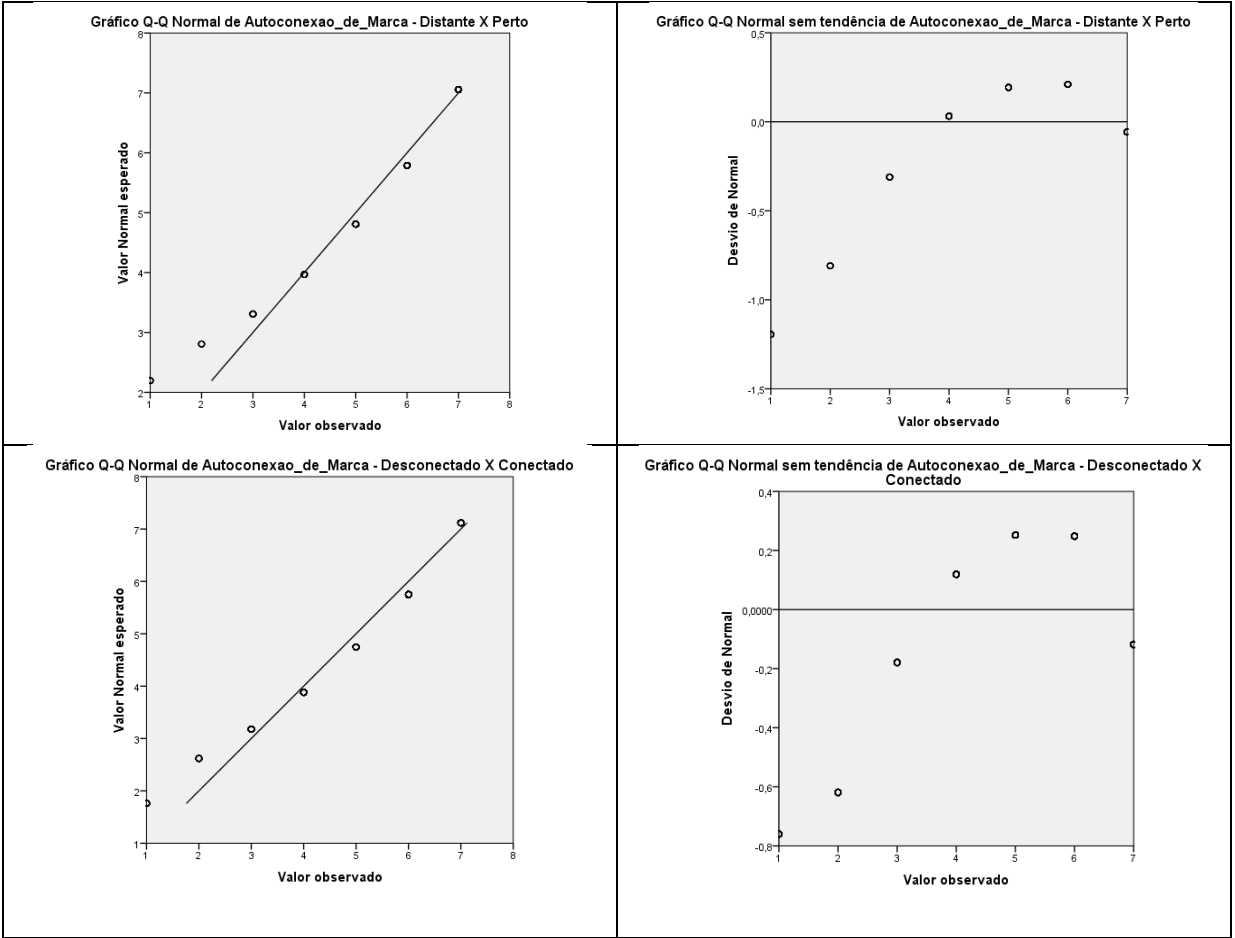 Gráfico Q-Q Normal de Autoconexao_de_Marca - Distante X Perto
8
7
6
5
4
3
2
Valor Normal esperado
1 2 3 4 5 6 7 8
Valor observado
Gráfico Q-Q Normal sem tendência de Autoconexao_de_Marca - Distante X Perto
0,5
0,0
-0,5
-1,0
-1,5
Desvio de Normal
1 2 3 4 5 6 7
Valor observado
Gráfico Q-Q Normal de Autoconexao_de_Marca - Desconectado X Conectado
8
7
6
5
4
3
2
1
Valor Normal esperado
1 2 3 4 5 6 7 8
Valor observado
Gráfico Q-Q Normal sem tendência de Autoconexao_de_Marca - Desconectado X
Conectado
0,4
0,2
0,0000
-0,2
-0,4
-0,6
-0,8
Desvio de Normal
1 2 3 4 5 6 7
Valor observado